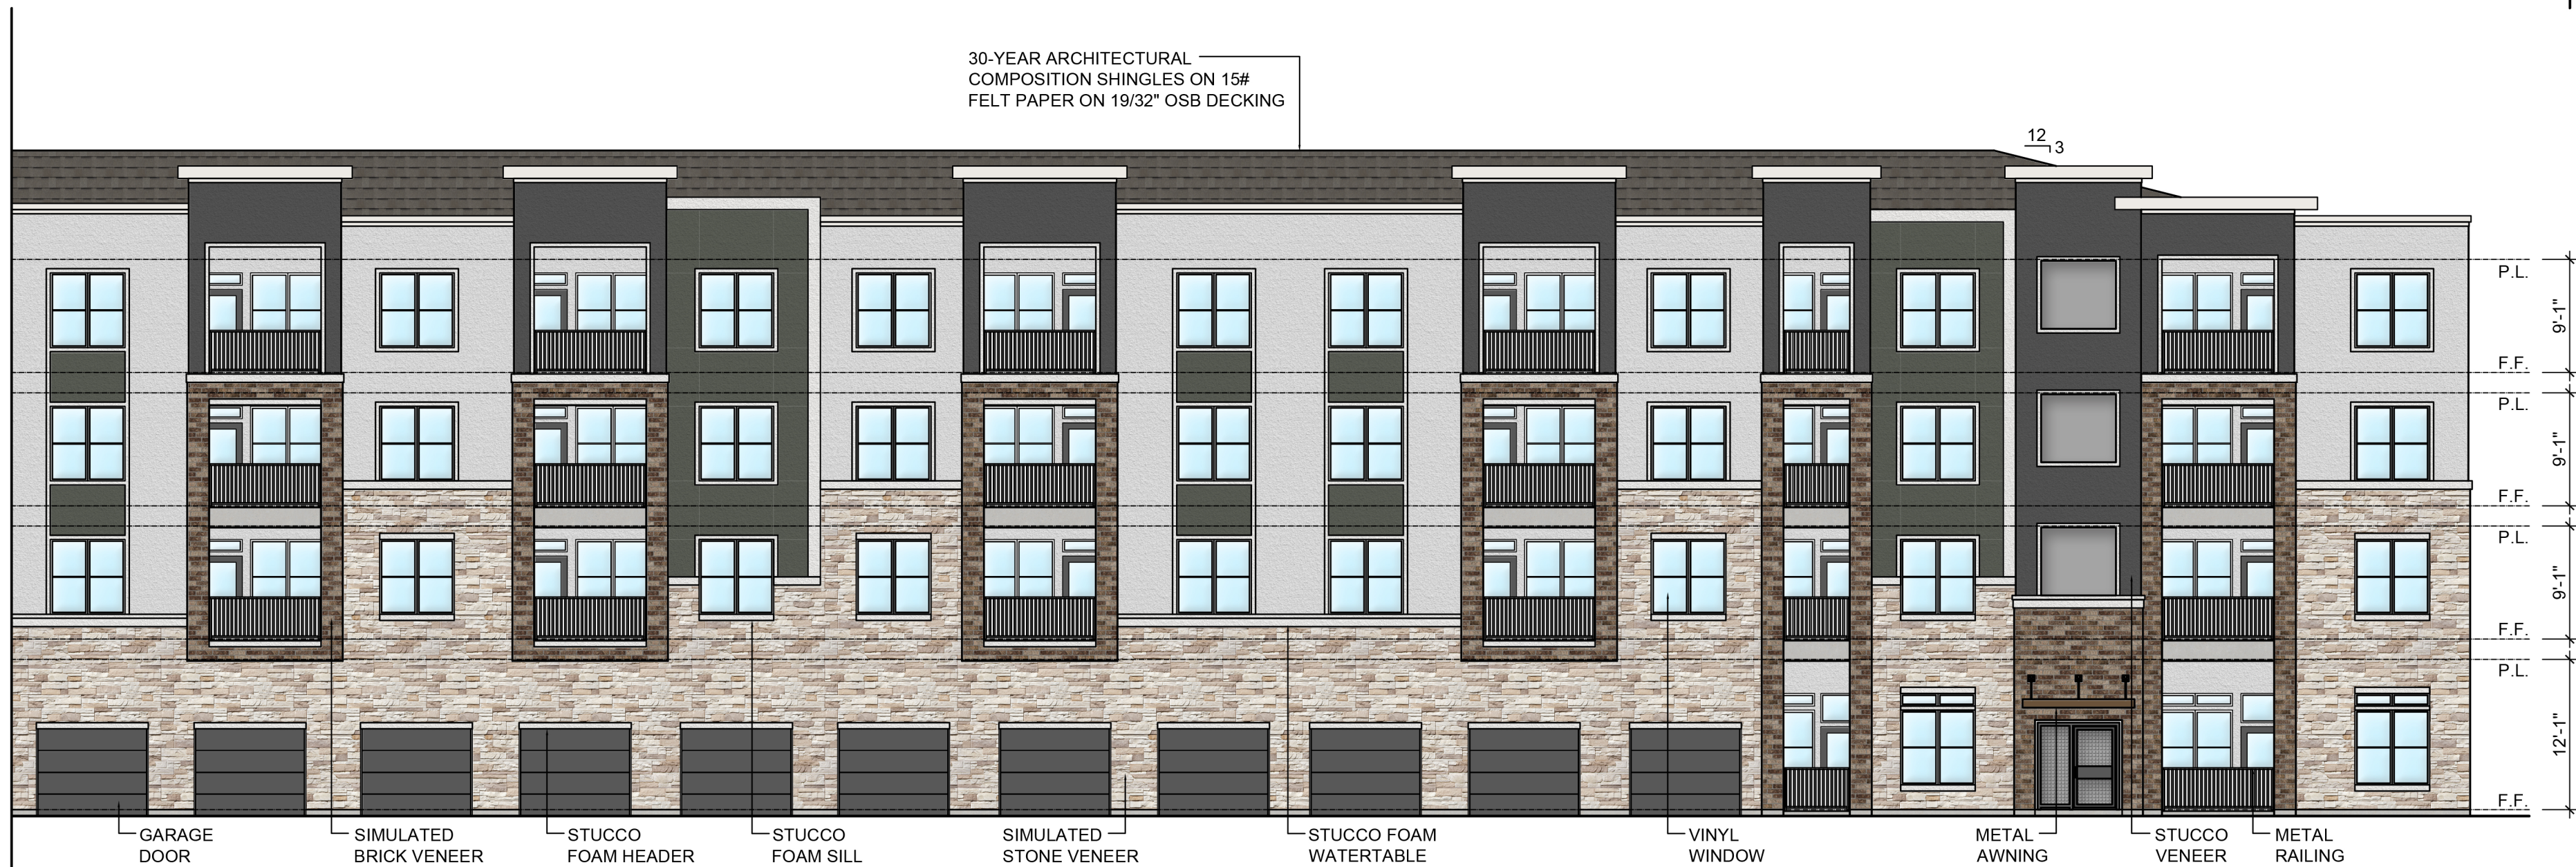 30-YEAR ARCHITECTURAL
COMPOSITION SHINGLES ON 15#
FELT PAPER ON 19/32" OSB DECKING
12
3
P.L.
9'-1"
F.F.
P.L.
9'-1"
F.F.
P.L.
9'-1"
F.F.
P.L.
12'-1"
F.F.
GARAGE
DOOR
SIMULATED
BRICK VENEER
STUCCO
FOAM HEADER
STUCCO
FOAM SILL
SIMULATED
STONE VENEER
STUCCO FOAM
WATERTABLE
VINYL
WINDOW
METAL
AWNING
STUCCO
VENEER
METAL
RAILING